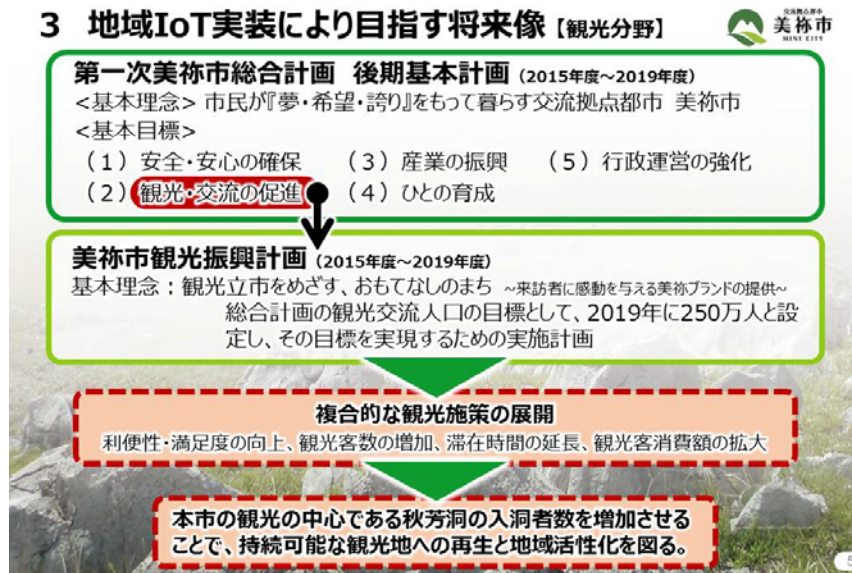 3 地域IoT実装により目指す将来像【観光分野】
交流拠点都市
美祢市
MINE CITY
第一次美祢市総合計画 後期基本計画（2015年度～2019年度）
<基本理念> 市民が『夢・希望・誇り』をもって暮らす交流拠点都市 美祢市
<基本目標>
（1）安全・安心の確保 （3）産業の振興 （5）行政運営の強化
（2）観光・交流の促進 （4）ひとの育成
美祢市観光振興計画（2015年度～2019年度）
基本理念：観光立市をめざす、おもてなしのまち ~来訪者に感動を与える美祢ブランドの提供~
総合計画の観光交流人口の目標として、2019年に250万人と設
定し、その目標を実現するための実施計画
複合的な観光施策の展開
利便性・満足度の向上、観光客数の増加、滞在時間の延長、観光客消費額の拡大
本市の観光の中心である秋芳洞の入洞者数を増加させる
ことで、持続可能な観光地への再生と地域活性化を図る。
5